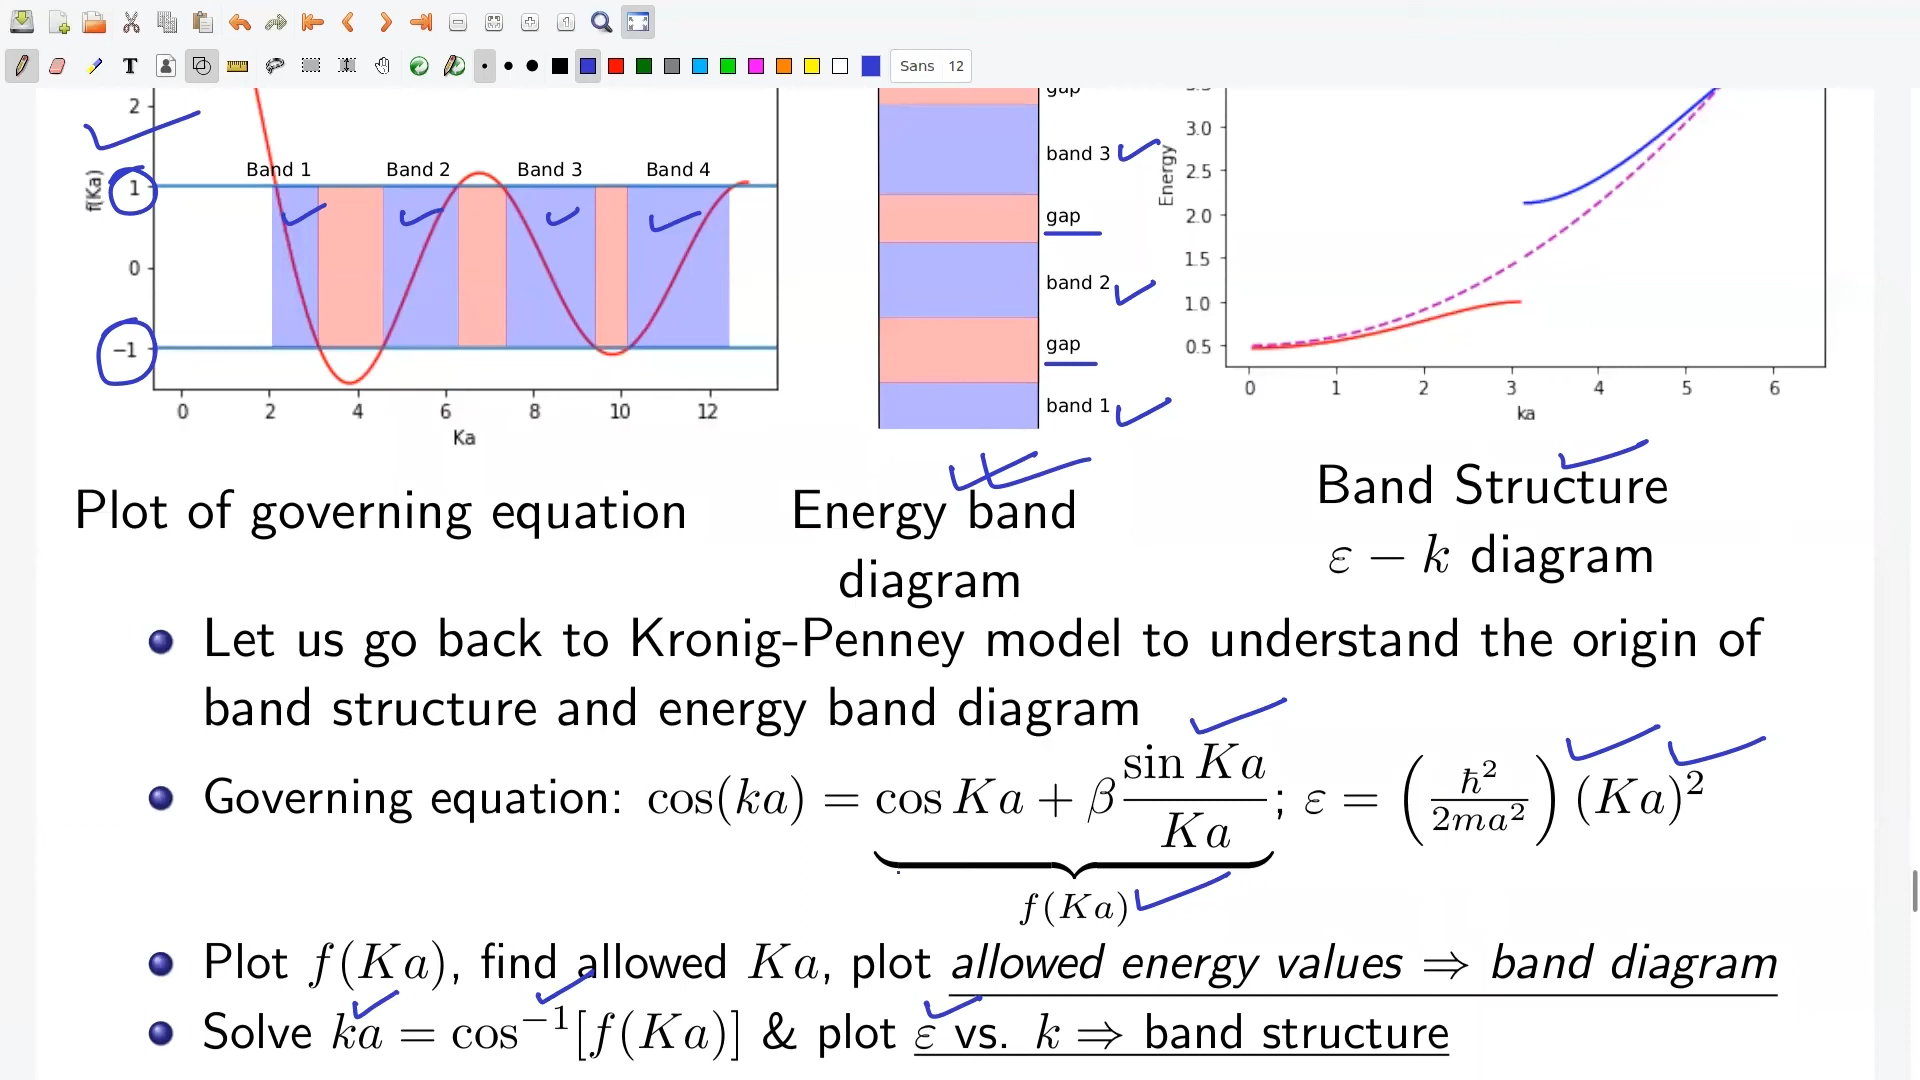 Sans 12
2
1
0
−1
f(Ka)
Band 1 Band 2 Band 3 Band 4
0 2 4 6 8 10 12
Ka
gap
band 3
gap
band 2
gap
band 1
Energy
3.5
3.0
2.5
2.0
1.5
1.0
0.5
0 1 2 3 4 5 6
ka
Plot of governing equation
Energy band
diagram
Band Structure
ε − k diagram
Let us go back to Kronig-Penney model to understand the origin of
band structure and energy band diagram
Governing equation: cos(ka) = cos Ka + β sin Ka / Ka ; ε = (ħ² / 2ma²) (Ka)²
f(Ka)
Plot f(Ka), find allowed Ka, plot allowed energy values ⇒ band diagram
Solve ka = cos⁻¹[f(Ka)] & plot ε vs. k ⇒ band structure